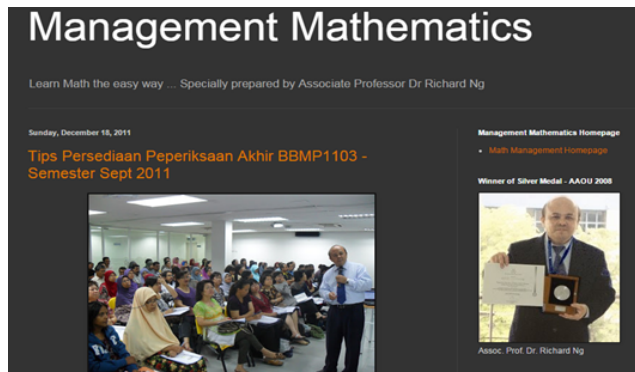 Management Mathematics
Learn Math the easy way ... Specially prepared by Associate Professor Dr Richard Ng
Sunday, December 18, 2011
Tips Persediaan Peperiksaan Akhir BBMP1103 -
Semester Sept 2011
Management Mathematics Homepage
Math Management Homepage
Winner of Silver Medal - AAOU 2008
Assoc. Prof. Dr. Richard Ng